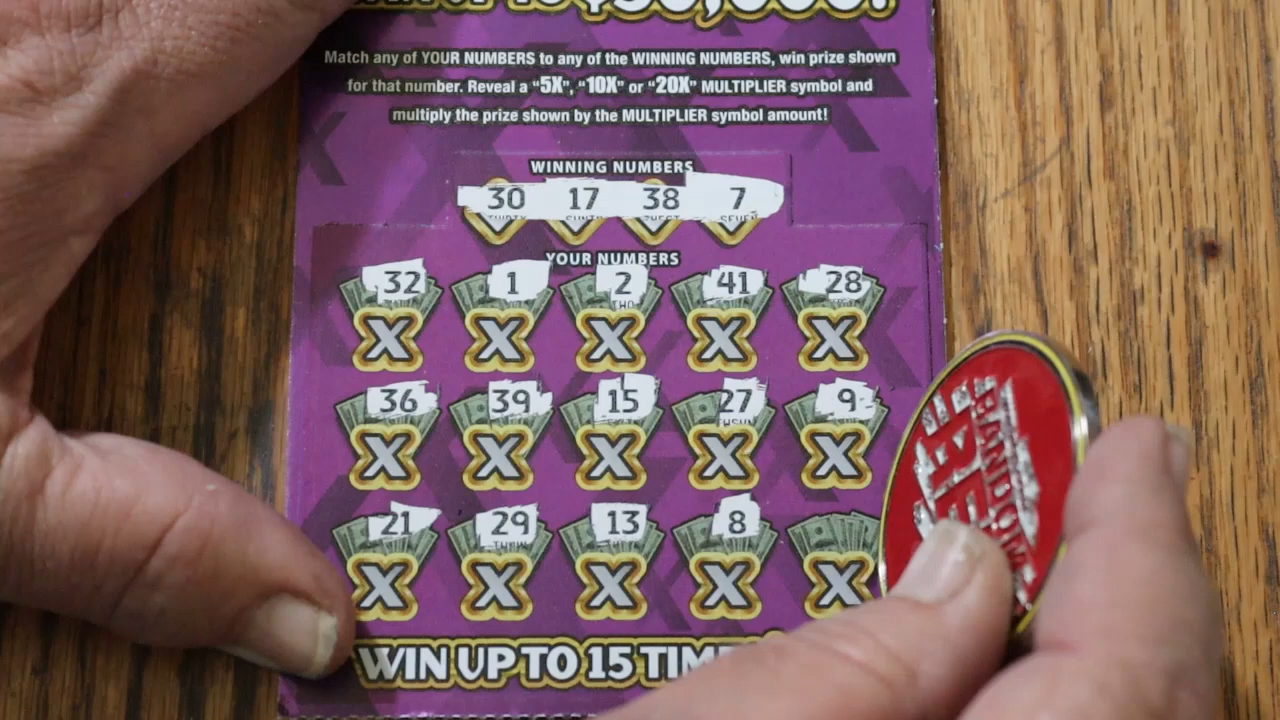 Match any of YOUR NUMBERS to any of the WINNING NUMBERS, win prize shown
for that number. Reveal a “5X”, “10X” or “20X” MULTIPLIER symbol and
multiply the prize shown by the MULTIPLIER symbol amount!
WINNING NUMBERS
30 17 38 7
SEVEN
YOUR NUMBERS
32 1 2 41 28
X X X X X
36 39 15 27 9
X X X X X
21 29 13 8
X X X X X
WIN UP TO 15
RANDOM